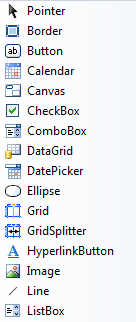 Pointer
Border
Button
Calendar
Canvas
CheckBox
ComboBox
DataGrid
DatePicker
Ellipse
Grid
GridSplitter
HyperlinkButton
Image
Line
ListBox